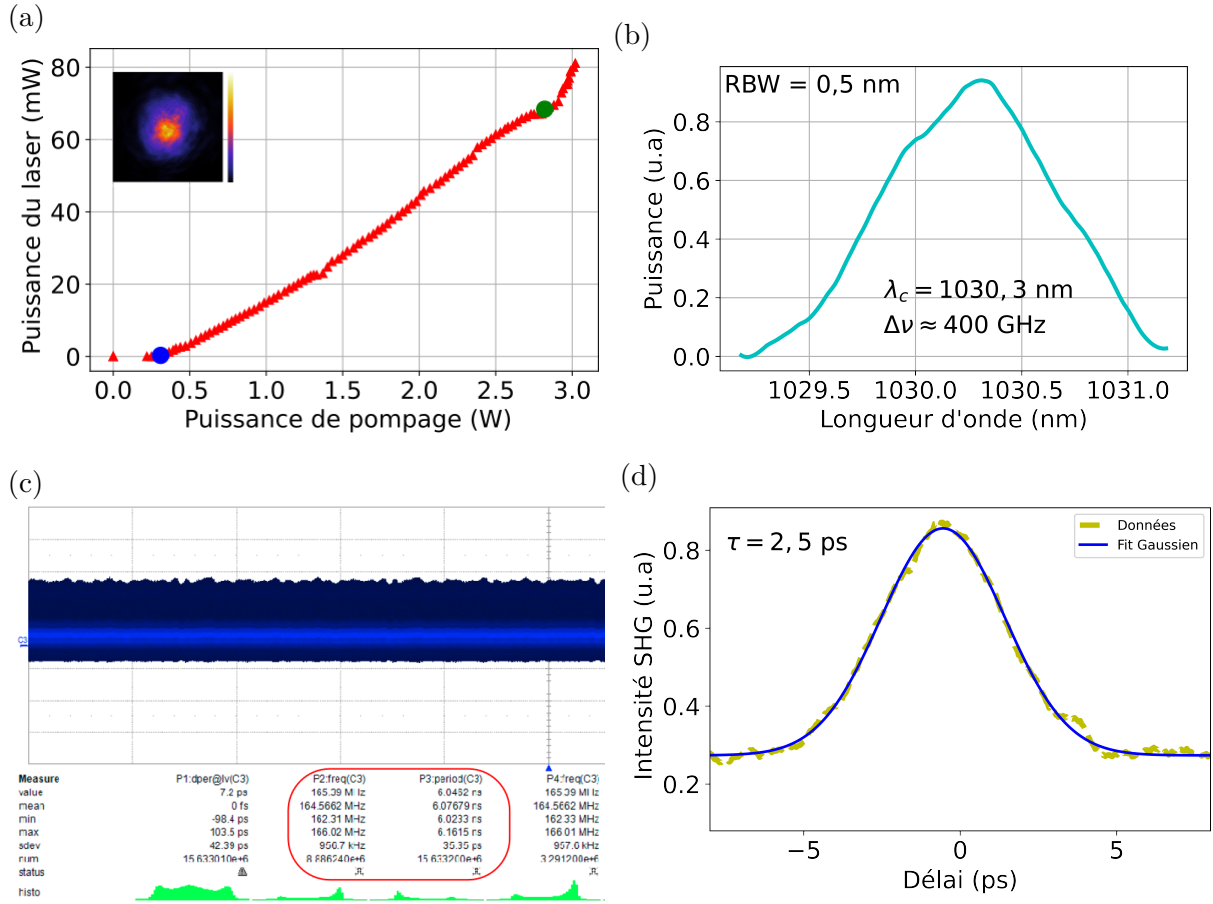 (a)
Puissance du laser (mW)
80
60
40
20
0
0.0 0.5 1.0 1.5 2.0 2.5 3.0
Puissance de pompage (W)
(b)
RBW = 0,5 nm
Puissance (u.a)
0.8
0.6
0.4
0.2
0.0
λc = 1030, 3 nm
Δν ≈ 400 GHz
1029.5 1030.0 1030.5 1031.0
Longueur d'onde (nm)
(c)
C3
Measure P1:dper@lv(C3) P2:freq(C3) P3:period(C3) P4:freq(C3)
value 7.2 ps 165.39 MHz 6.0462 ns 165.39 MHz
mean 0 fs 164.5662 MHz 6.07679 ns 164.5662 MHz
min -98.4 ps 162.31 MHz 6.0233 ns 162.33 MHz
max 103.5 ps 166.02 MHz 6.1615 ns 166.01 MHz
sdev 42.39 ps 956.7 kHz 35.35 ps 957.6 kHz
num 15.633010e+6 8.886240e+6 15.633200e+6 3.291200e+6
status
histo
(d)
τ = 2, 5 ps
Données
Fit Gaussien
Intensité SHG (u.a)
0.8
0.6
0.4
0.2
−5 0 5
Délai (ps)